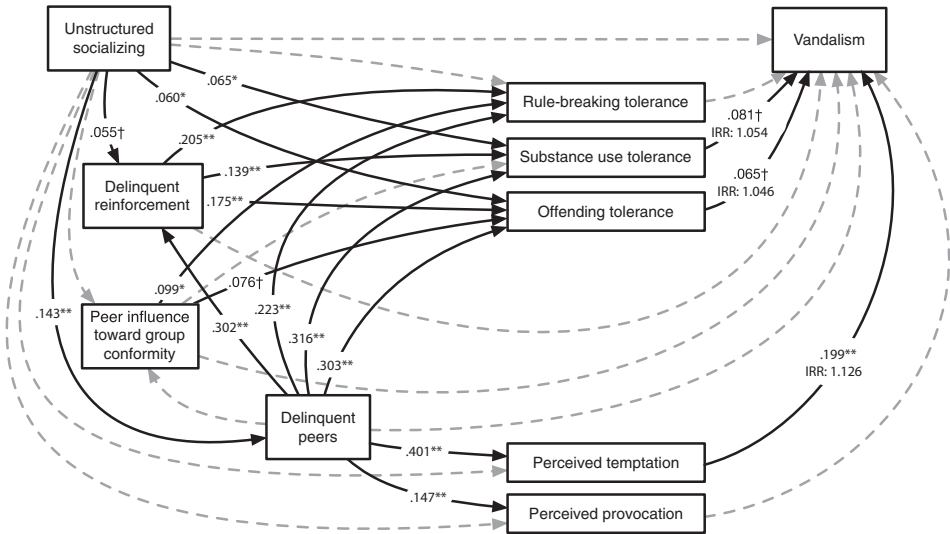 Unstructured
socializing
Vandalism
.065*
Rule-breaking tolerance
.060*
.081†
IRR: 1.054
.055†
.205**
Substance use tolerance
.139**
.065†
IRR: 1.046
Delinquent
reinforcement
.175**
Offending tolerance
.099*
.076†
.143**
Peer influence
toward group
conformity
.302**
.223**
.316**
.303**
.199**
IRR: 1.126
Delinquent
peers
.401**
Perceived temptation
.147**
Perceived provocation